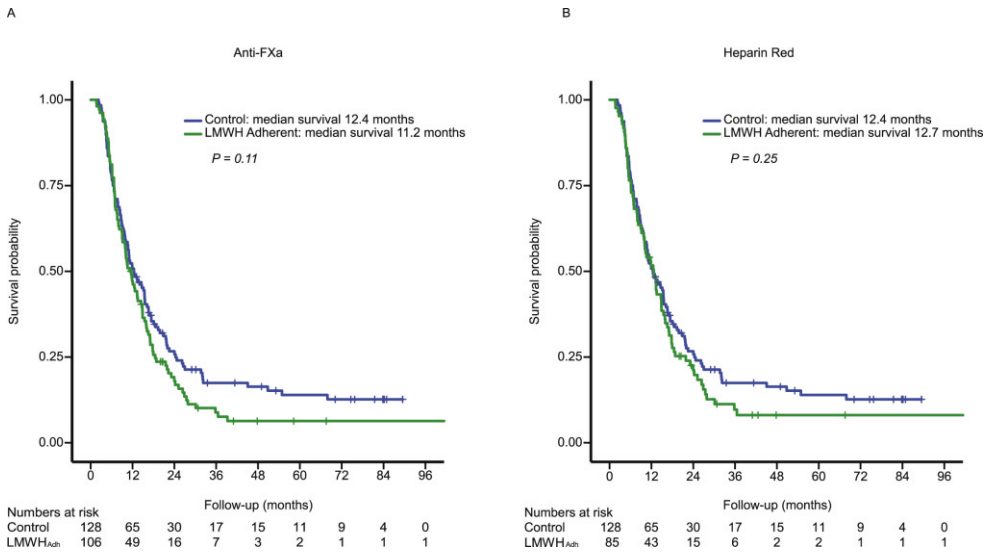 A
Anti-FXa
Control: median survival 12.4 months
LMWH Adherent: median survival 11.2 months
P = 0.11
Survival probability
1.00
0.75
0.50
0.25
0.00
0 12 24 36 48 60 72 84 96
Follow-up (months)
Numbers at risk
Control 128 65 30 17 15 11 9 4 0
LMWHAdh 106 49 16 7 3 2 1 1 1
B
Heparin Red
Control: median survival 12.4 months
LMWH Adherent: median survival 12.7 months
P = 0.25
Survival probability
1.00
0.75
0.50
0.25
0.00
0 12 24 36 48 60 72 84 96
Follow-up (months)
Numbers at risk
Control 128 65 30 17 15 11 9 4 0
LMWHAdh 85 43 15 6 2 2 1 1 1